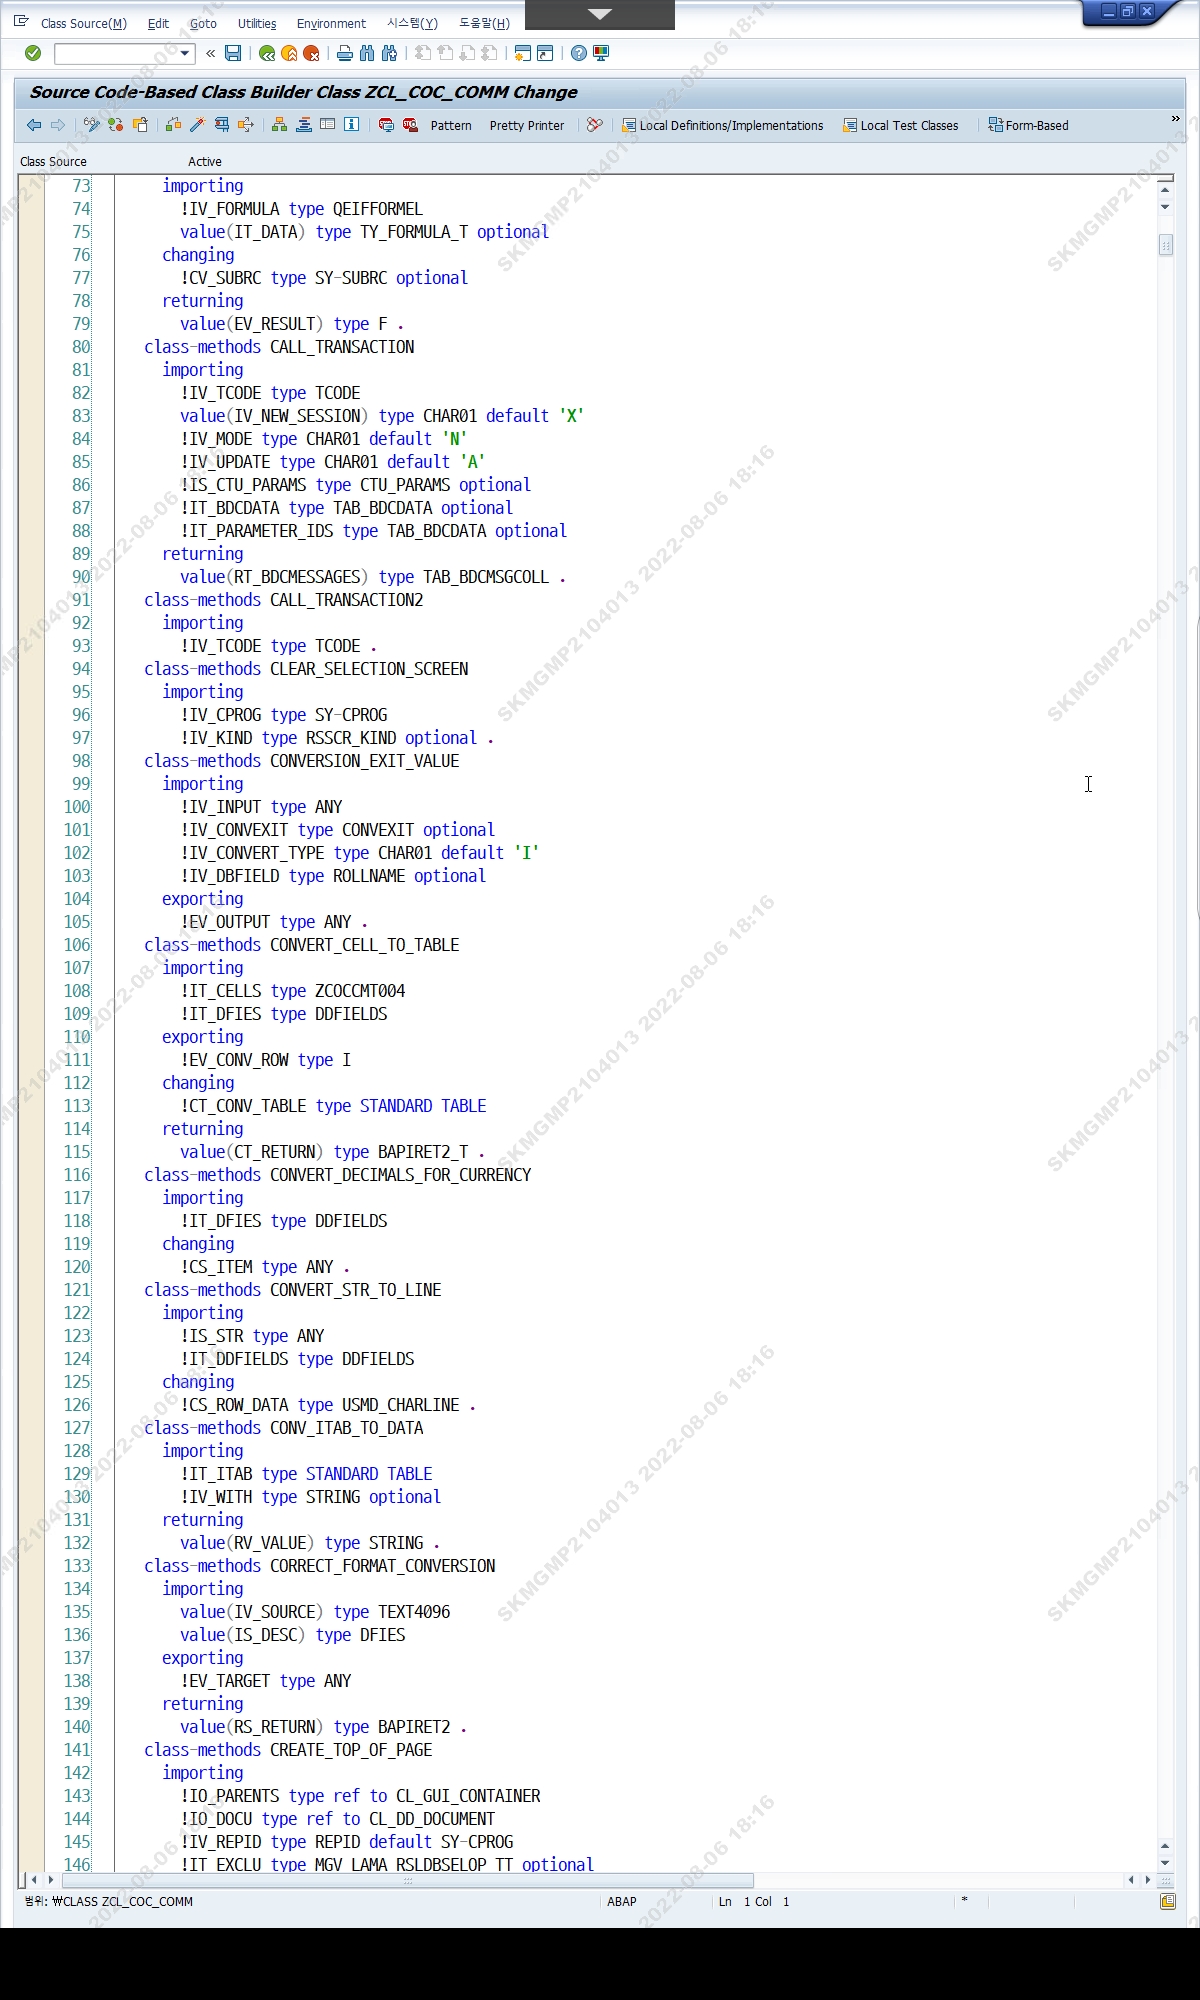 Class Source(M) Edit Goto Utilities Environment 시스템(Y) 도움말(H)
Source Code-Based Class Builder Class ZCL_COC_COMM Change
Pattern Pretty Printer Local Definitions/Implementations Local Test Classes Form-Based
Class Source Active
73 importing
74 !IV_FORMULA type QEIFFORMEL
75 value(IT_DATA) type TY_FORMULA_T optional
76 changing
77 !CV_SUBRC type SY-SUBRC optional
78 returning
79 value(EV_RESULT) type F .
80 class-methods CALL_TRANSACTION
81 importing
82 !IV_TCODE type TCODE
83 value(IV_NEW_SESSION) type CHAR01 default 'X'
84 !IV_MODE type CHAR01 default 'N'
85 !IV_UPDATE type CHAR01 default 'A'
86 !IS_CTU_PARAMS type CTU_PARAMS optional
87 !IT_BDCDATA type TAB_BDCDATA optional
88 !IT_PARAMETER_IDS type TAB_BDCDATA optional
89 returning
90 value(RT_BDCMESSAGES) type TAB_BDCMSGCOLL .
91 class-methods CALL_TRANSACTION2
92 importing
93 !IV_TCODE type TCODE .
94 class-methods CLEAR_SELECTION_SCREEN
95 importing
96 !IV_CPROG type SY-CPROG
97 !IV_KIND type RSSCR_KIND optional .
98 class-methods CONVERSION_EXIT_VALUE
99 importing
100 !IV_INPUT type ANY
101 !IV_CONVEXIT type CONVEXIT optional
102 !IV_CONVERT_TYPE type CHAR01 default 'I'
103 !IV_DBFIELD type ROLLNAME optional
104 exporting
105 !EV_OUTPUT type ANY .
106 class-methods CONVERT_CELL_TO_TABLE
107 importing
108 !IT_CELLS type ZCOCCMT004
109 !IT_DFIES type DDFIELDS
110 exporting
111 !EV_CONV_ROW type I
112 changing
113 !CT_CONV_TABLE type STANDARD TABLE
114 returning
115 value(CT_RETURN) type BAPIRET2_T .
116 class-methods CONVERT_DECIMALS_FOR_CURRENCY
117 importing
118 !IT_DFIES type DDFIELDS
119 changing
120 !CS_ITEM type ANY .
121 class-methods CONVERT_STR_TO_LINE
122 importing
123 !IS_STR type ANY
124 !IT_DDFIELDS type DDFIELDS
125 changing
126 !CS_ROW_DATA type USMD_CHARLINE .
127 class-methods CONV_ITAB_TO_DATA
128 importing
129 !IT_ITAB type STANDARD TABLE
130 !IV_WITH type STRING optional
131 returning
132 value(RV_VALUE) type STRING .
133 class-methods CORRECT_FORMAT_CONVERSION
134 importing
135 value(IV_SOURCE) type TEXT4096
136 value(IS_DESC) type DFIES
137 exporting
138 !EV_TARGET type ANY
139 returning
140 value(RS_RETURN) type BAPIRET2 .
141 class-methods CREATE_TOP_OF_PAGE
142 importing
143 !IO_PARENTS type ref to CL_GUI_CONTAINER
144 !IO_DOCU type ref to CL_DD_DOCUMENT
145 !IV_REPID type REPID default SY-CPROG
146 !IT_EXCLU type MGV_LAMA_RSLDBSELOP_TT optional
범위: ₩CLASS ZCL_COC_COMM ABAP Ln 1 Col 1 *
SKMGMP2104013 2022-08-06 18:16
SKMGMP2104013 2022-08-06 18:16
SKMGMP2104013 2022-08-06 18:16